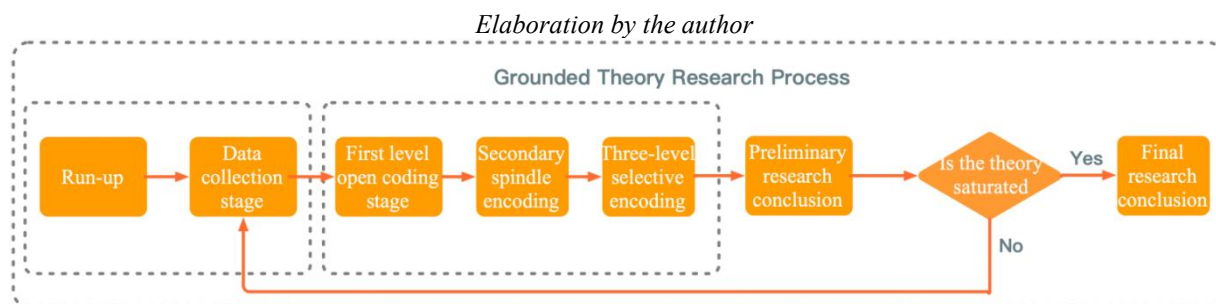 Elaboration by the author
Grounded Theory Research Process
Run-up
Data
collection
stage
First level
open coding
stage
Secondary
spindle
encoding
Three-level
selective
encoding
Preliminary
research
conclusion
Is the theory
saturated
Yes
Final
research
conclusion
No